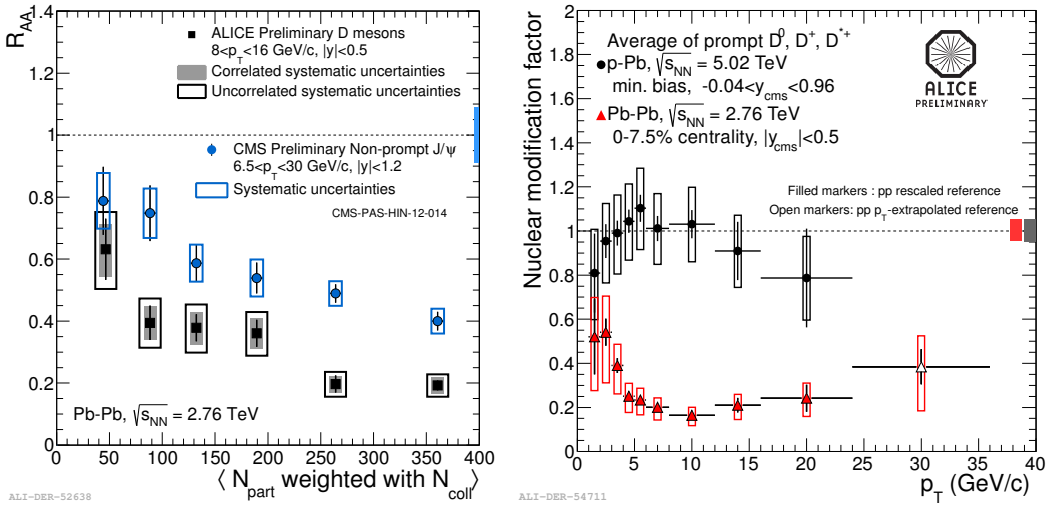 R_AA
1.4
1.2
1
0.8
0.6
0.4
0.2
0
ALICE Preliminary D mesons
8<p_T<16 GeV/c, |y|<0.5
Correlated systematic uncertainties
Uncorrelated systematic uncertainties
CMS Preliminary Non-prompt J/ψ
6.5<p_T<30 GeV/c, |y|<1.2
Systematic uncertainties
CMS-PAS-HIN-12-014
Pb-Pb, √s_NN = 2.76 TeV
0 50 100 150 200 250 300 350 400
⟨ N_part weighted with N_coll ⟩
ALI-DER-52638
Nuclear modification factor
2
1.8
1.6
1.4
1.2
1
0.8
0.6
0.4
0.2
0
Average of prompt D^0, D^+, D^*+
p-Pb, √s_NN = 5.02 TeV
min. bias, -0.04<y_cms<0.96
Pb-Pb, √s_NN = 2.76 TeV
0-7.5% centrality, |y_cms|<0.5
ALICE
PRELIMINARY
Filled markers : pp rescaled reference
Open markers: pp p_T-extrapolated reference
0 5 10 15 20 25 30 35 40
p_T (GeV/c)
ALI-DER-54711